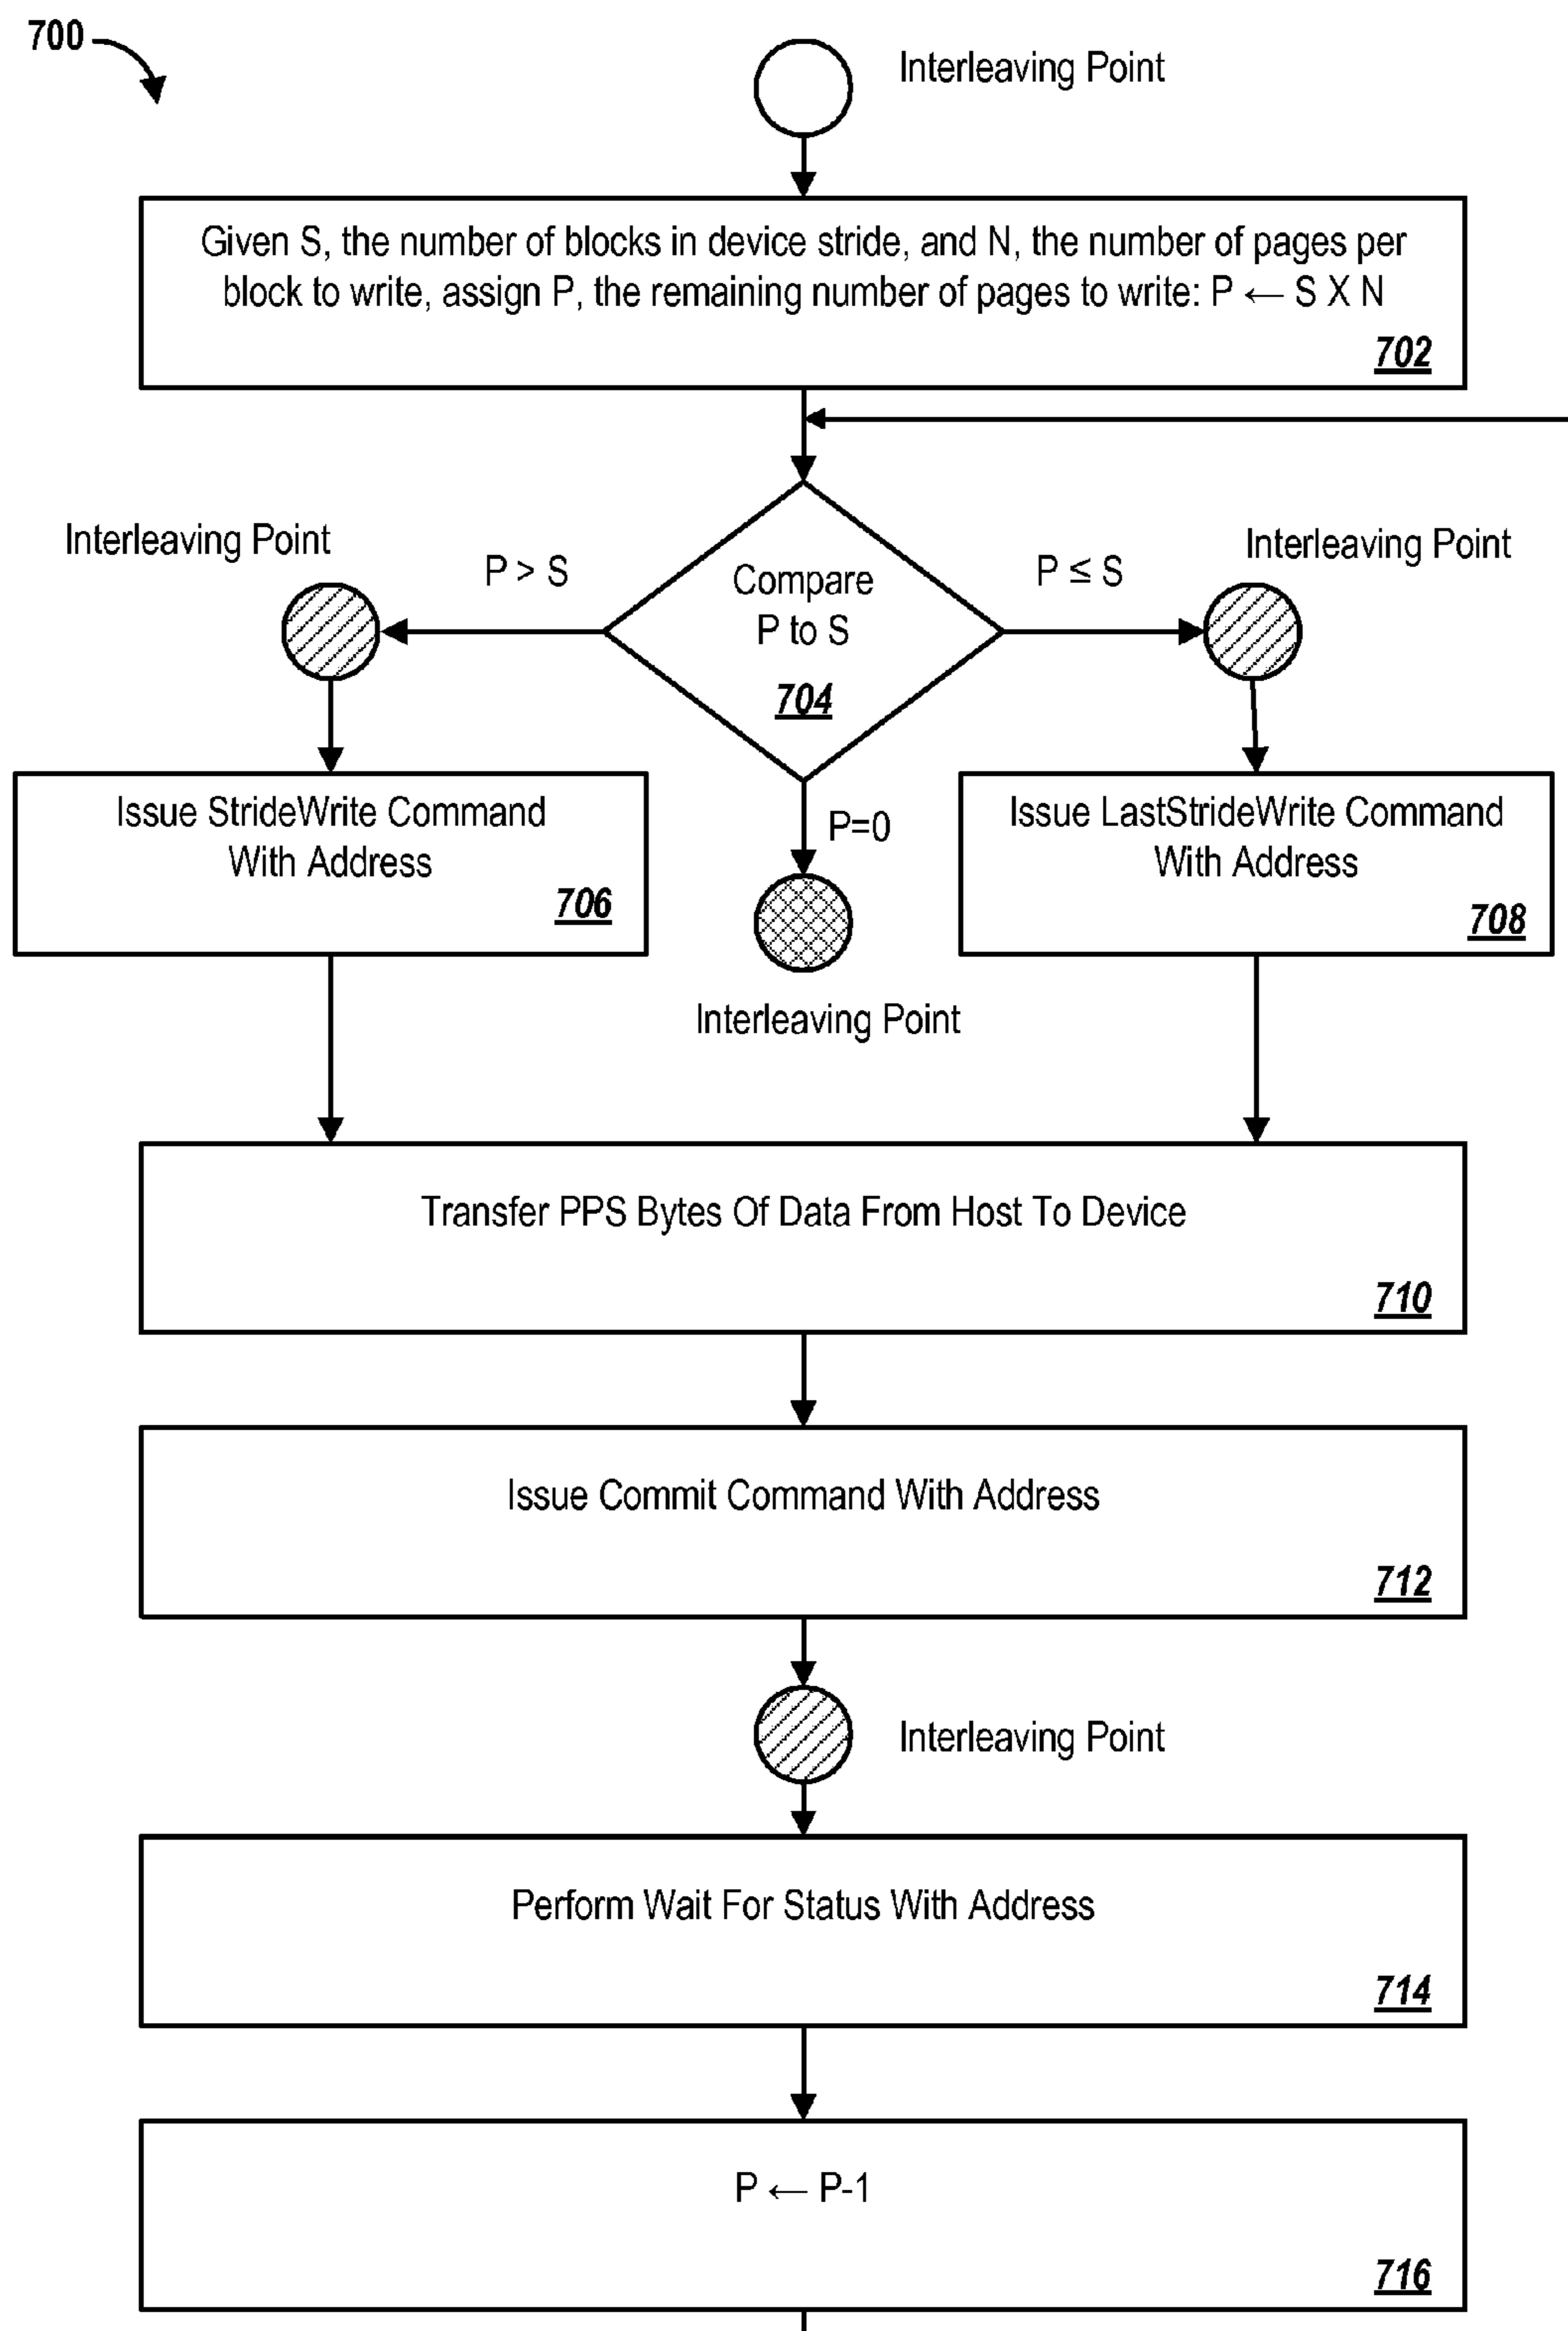 700
Interleaving Point
Given S, the number of blocks in device stride, and N, the number of pages per
block to write, assign P, the remaining number of pages to write: P ← S X N
702
Interleaving Point
P > S
Compare
P to S
704
P ≤ S
Interleaving Point
Issue StrideWrite Command
With Address
706
P=0
Interleaving Point
Issue LastStrideWrite Command
With Address
708
Transfer PPS Bytes Of Data From Host To Device
710
Issue Commit Command With Address
712
Interleaving Point
Perform Wait For Status With Address
714
P ← P-1
716